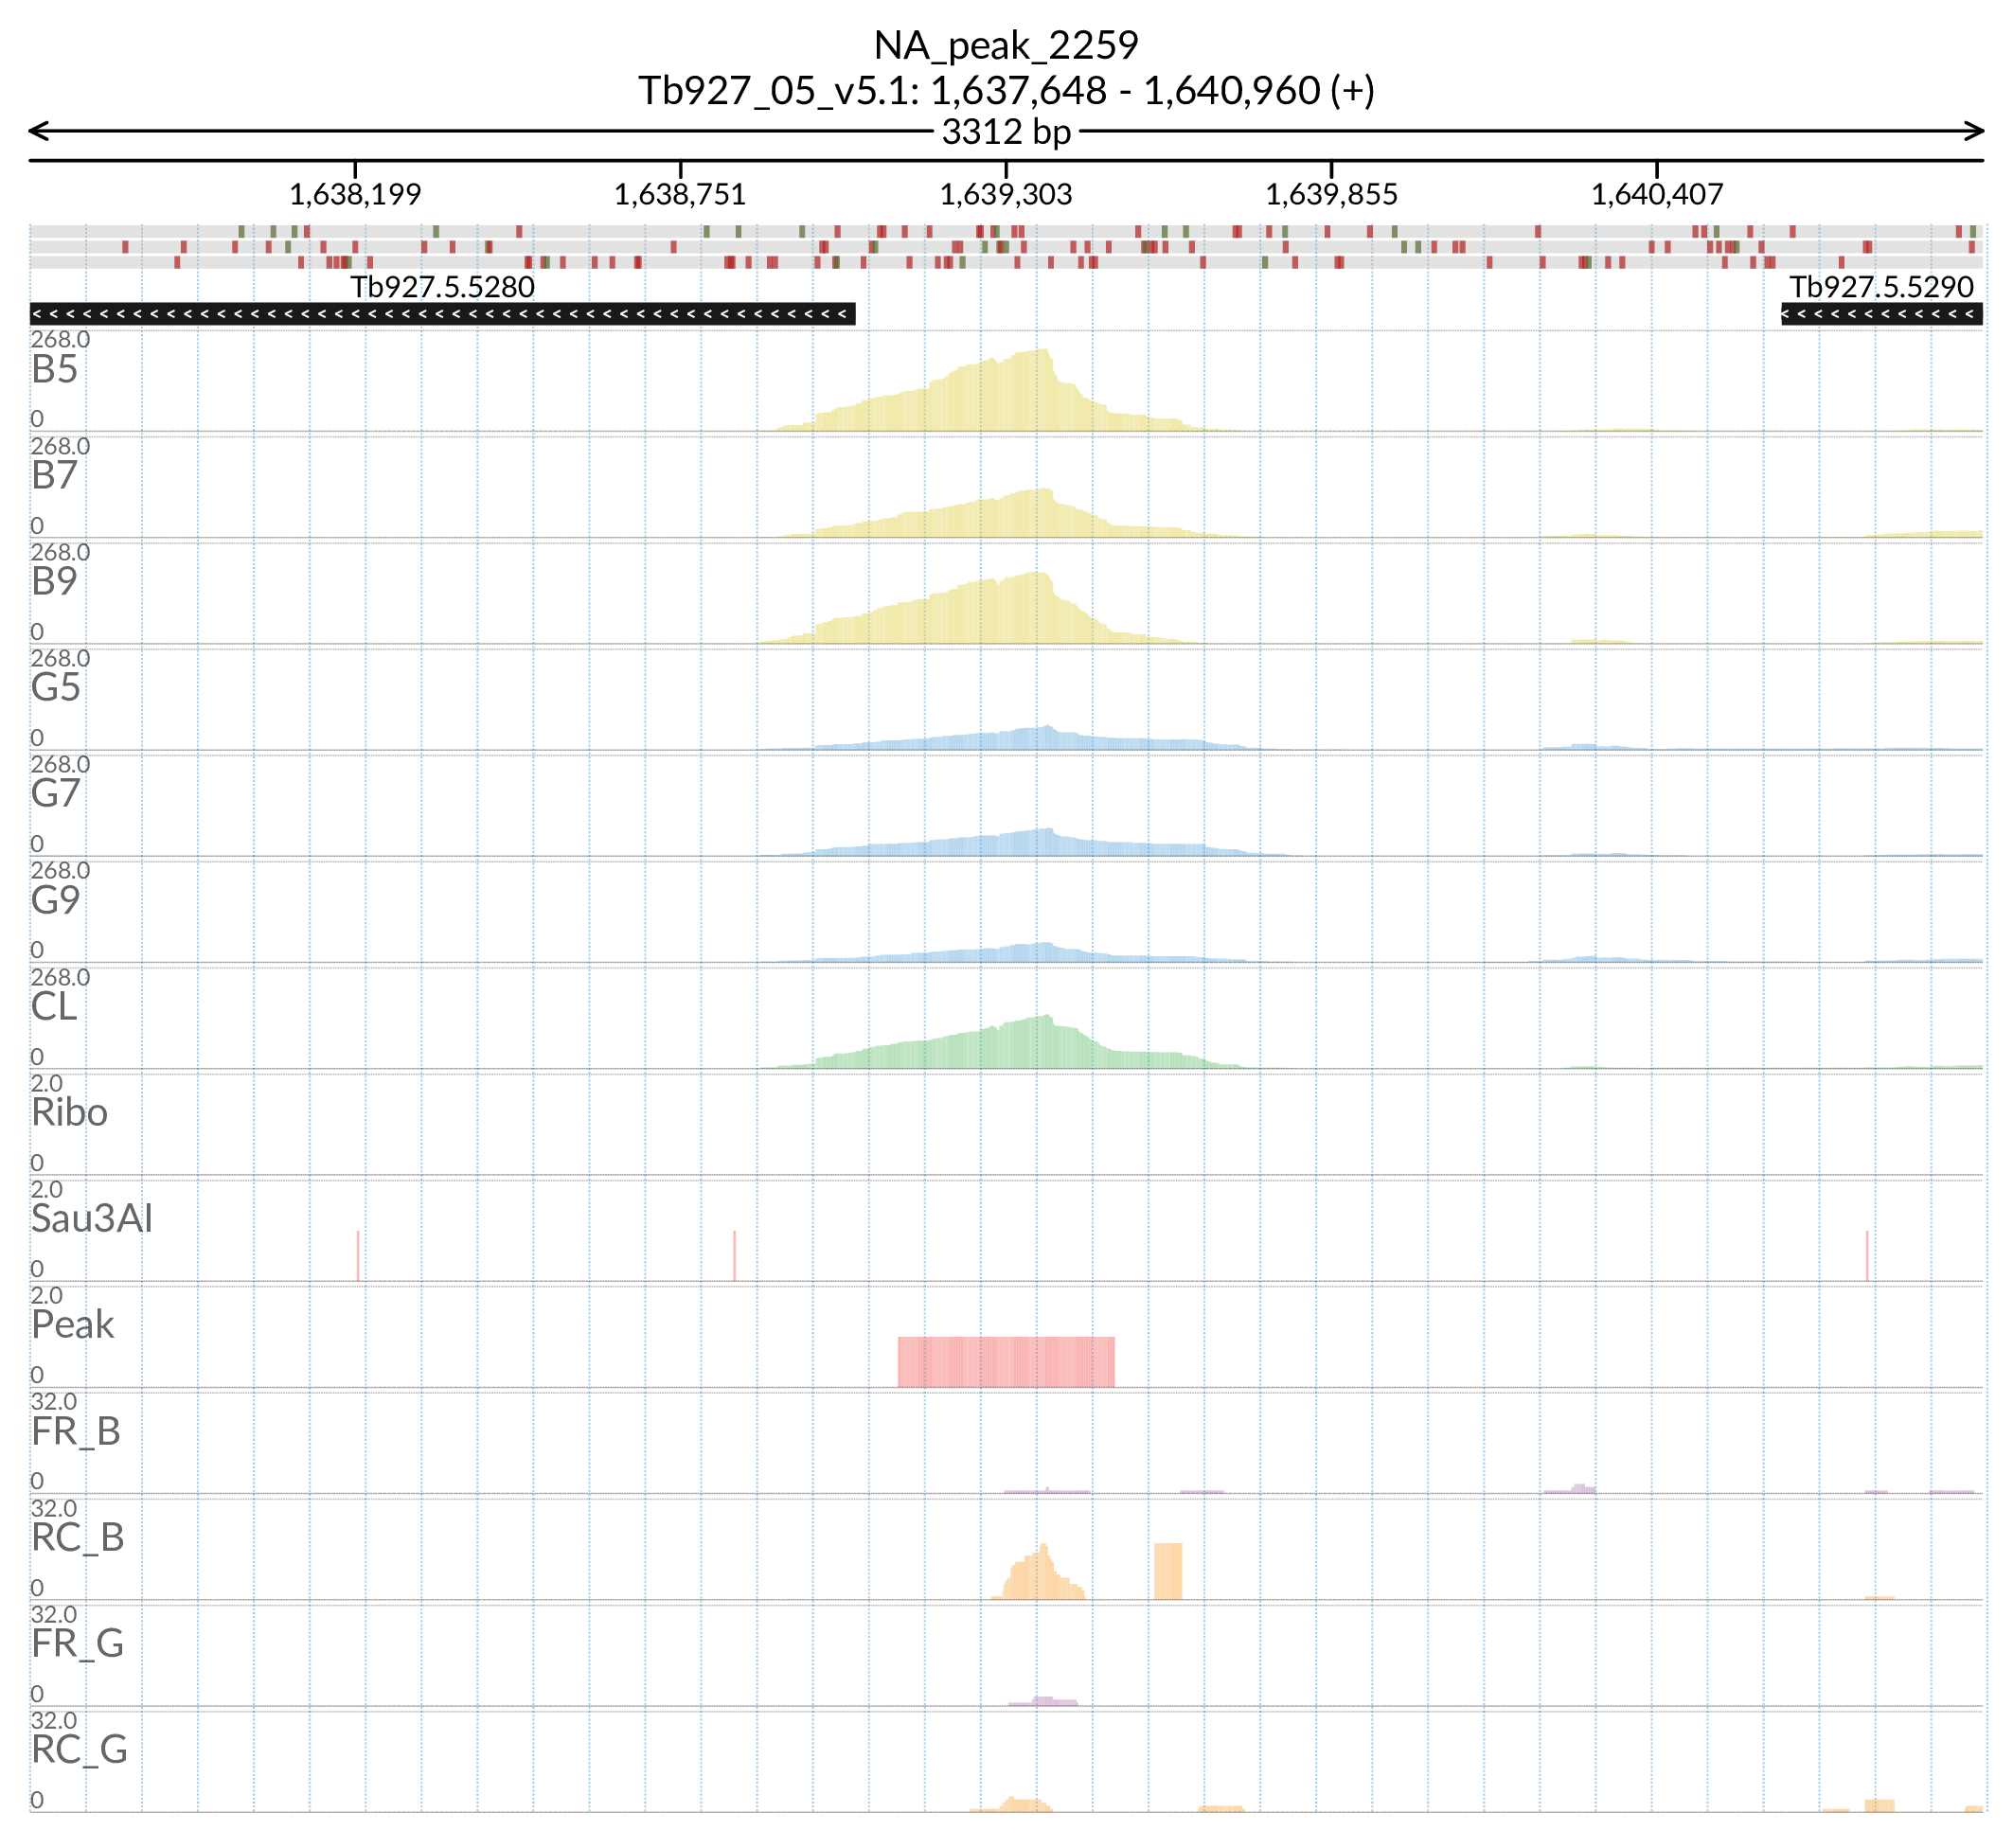 NA_peak_2259
Tb927_05_v5.1: 1,637,648 - 1,640,960 (+)
3312 bp
1,638,199 1,638,751 1,639,303 1,639,855 1,640,407
Tb927.5.5280 Tb927.5.5290
268.0
B5
0
268.0
B7
0
268.0
B9
0
268.0
G5
0
268.0
G7
0
268.0
G9
0
268.0
CL
0
2.0
Ribo
0
2.0
Sau3AI
0
2.0
Peak
0
32.0
FR_B
0
32.0
RC_B
0
32.0
FR_G
0
32.0
RC_G
0